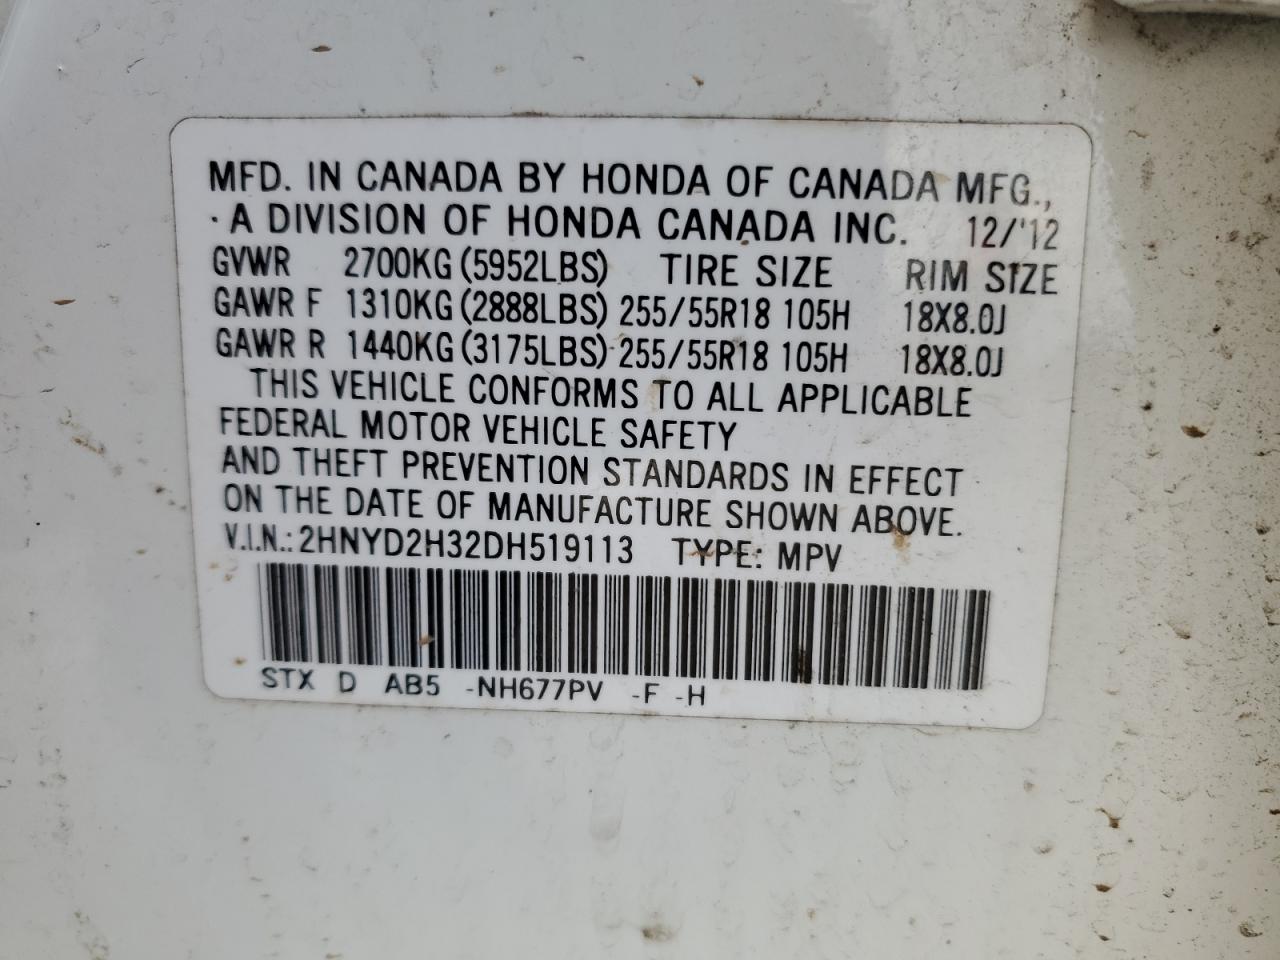 MFD. IN CANADA BY HONDA OF CANADA MFG.,
· A DIVISION OF HONDA CANADA INC. 12/'12
GVWR 2700KG (5952LBS) TIRE SIZE RIM SIZE
GAWR F 1310KG (2888LBS) 255/55R18 105H 18X8.0J
GAWR R 1440KG (3175LBS) 255/55R18 105H 18X8.0J
THIS VEHICLE CONFORMS TO ALL APPLICABLE
FEDERAL MOTOR VEHICLE SAFETY
AND THEFT PREVENTION STANDARDS IN EFFECT
ON THE DATE OF MANUFACTURE SHOWN ABOVE.
V.I.N.: 2HNYD2H32DH519113 TYPE: MPV
STX D AB5 -NH677PV -F -H